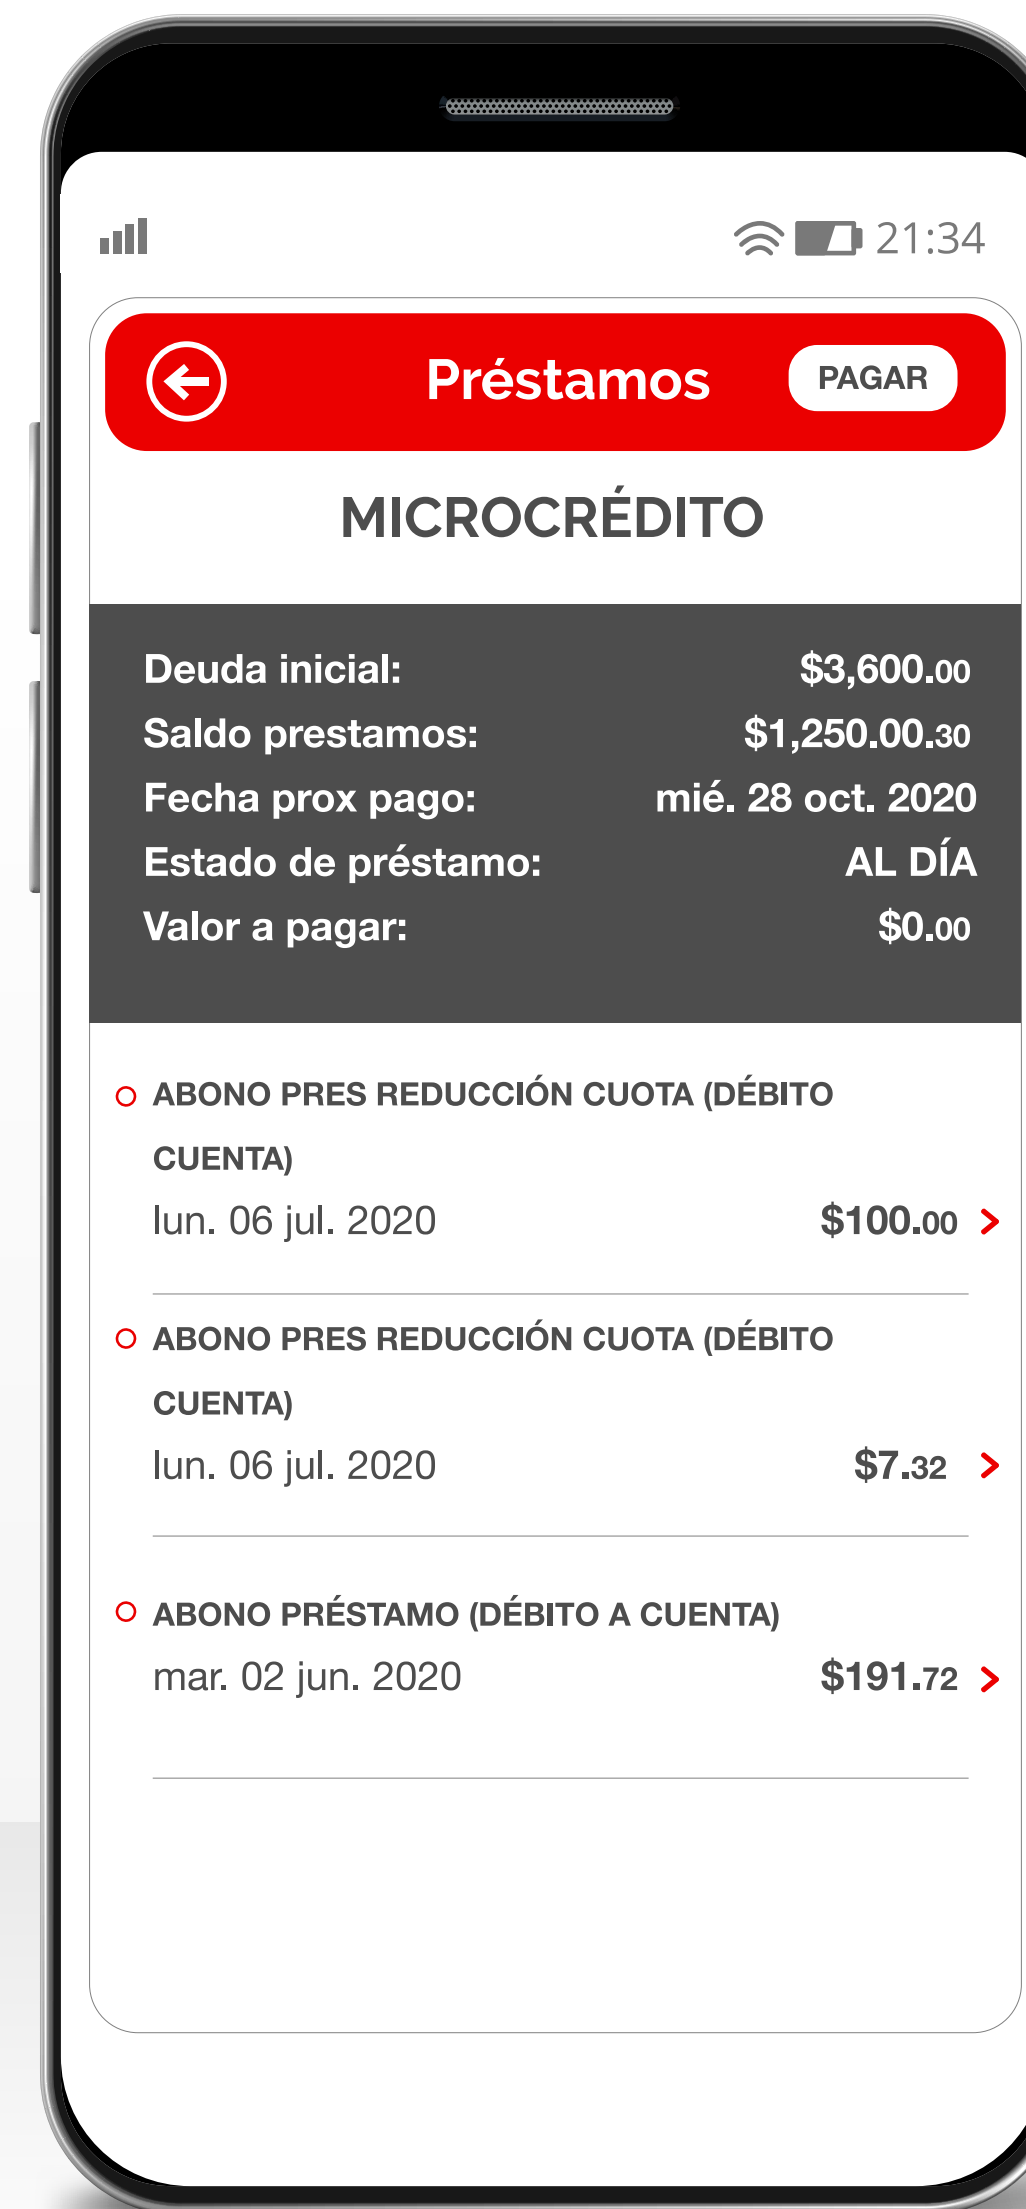 21:34
Préstamos PAGAR
MICROCRÉDITO
Deuda inicial: $3,600.00
Saldo prestamos: $1,250.00.30
Fecha prox pago: mié. 28 oct. 2020
Estado de préstamo: AL DÍA
Valor a pagar: $0.00
ABONO PRES REDUCCIÓN CUOTA (DÉBITO
CUENTA)
lun. 06 jul. 2020 $100.00
ABONO PRES REDUCCIÓN CUOTA (DÉBITO
CUENTA)
lun. 06 jul. 2020 $7.32
ABONO PRÉSTAMO (DÉBITO A CUENTA)
mar. 02 jun. 2020 $191.72